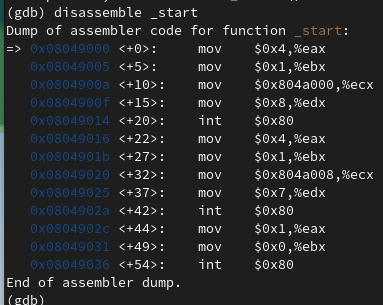 (gdb) disassemble _start
Dump of assembler code for function _start:
=> 0x08049000 <+0>:	mov    $0x4,%eax
   0x08049005 <+5>:	mov    $0x1,%ebx
   0x0804900a <+10>:	mov    $0x804a000,%ecx
   0x0804900f <+15>:	mov    $0x8,%edx
   0x08049014 <+20>:	int    $0x80
   0x08049016 <+22>:	mov    $0x4,%eax
   0x0804901b <+27>:	mov    $0x1,%ebx
   0x08049020 <+32>:	mov    $0x804a008,%ecx
   0x08049025 <+37>:	mov    $0x7,%edx
   0x0804902a <+42>:	int    $0x80
   0x0804902c <+44>:	mov    $0x1,%eax
   0x08049031 <+49>:	mov    $0x0,%ebx
   0x08049036 <+54>:	int    $0x80
End of assembler dump.
(gdb)